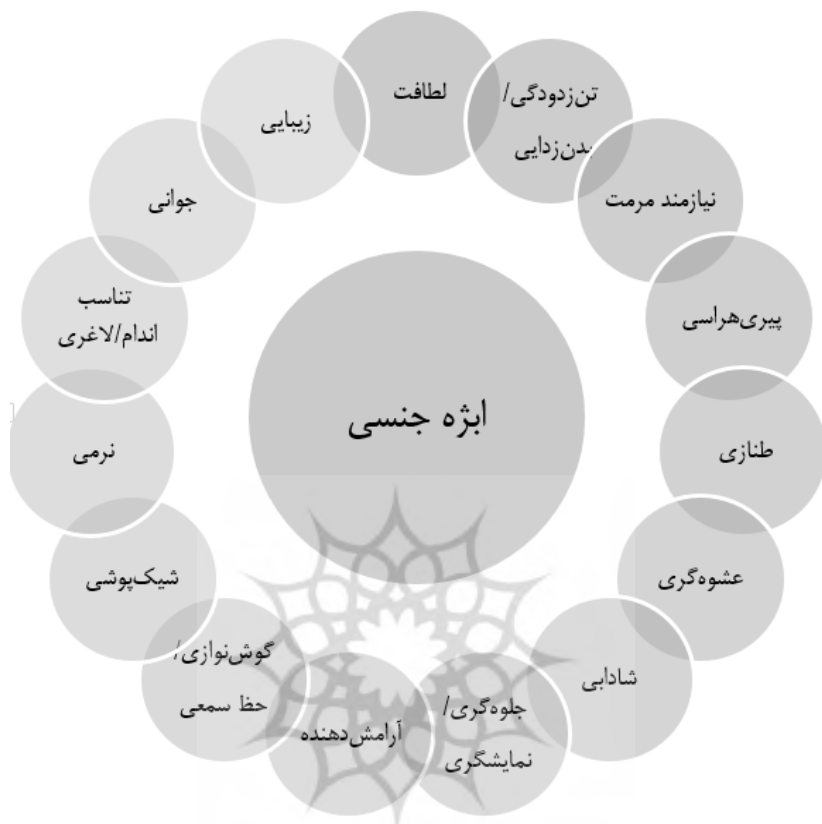 لطافت
تن‌زدودگی/
بدن‌زدایی
نیازمند مرمت
پیری‌هراسی
طنازی
عشوه‌گری
شادابی
جلوه‌گری/
نمایشگری
آرامش‌دهنده
گوش‌نوازی/
حظ سمعی
شیک‌پوشی
نرمی
تناسب
اندام/لاغری
جوانی
زیبایی
ابژه جنسی